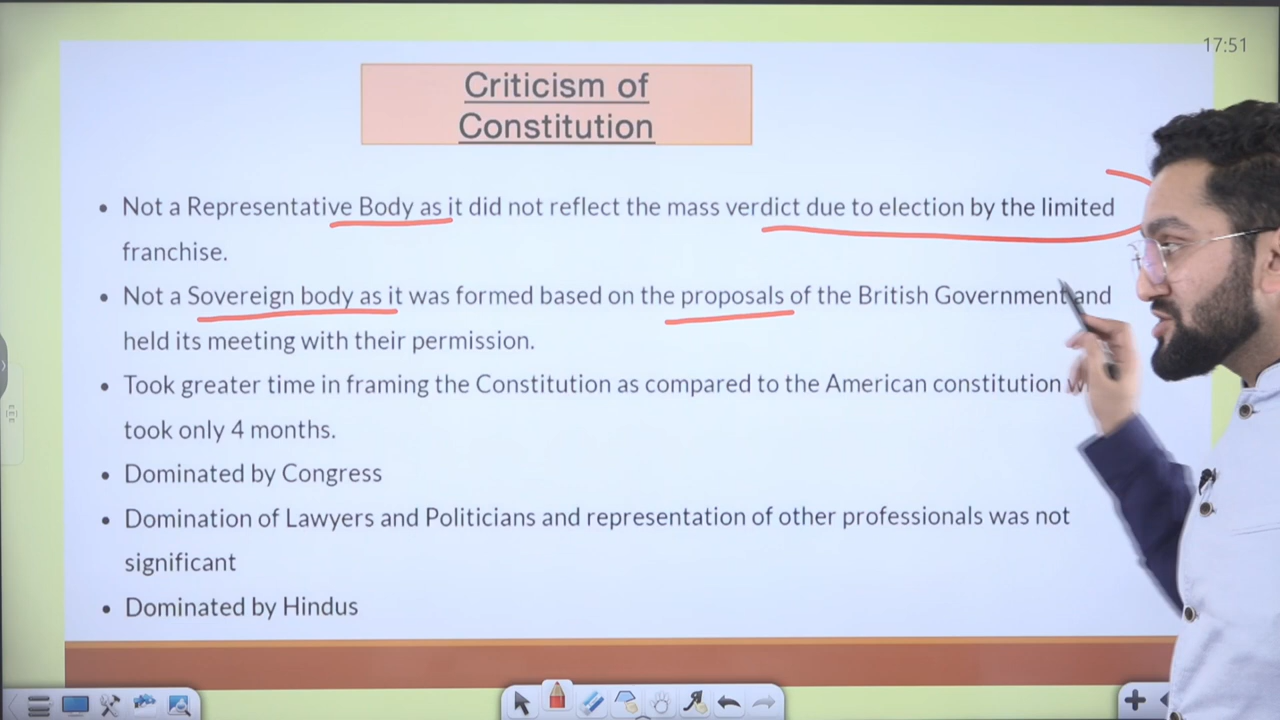 17:51
Criticism of
Constitution
• Not a Representative Body as it did not reflect the mass verdict due to election by the limited
franchise.
• Not a Sovereign body as it was formed based on the proposals of the British Government and
held its meeting with their permission.
• Took greater time in framing the Constitution as compared to the American constitution
took only 4 months.
• Dominated by Congress
• Domination of Lawyers and Politicians and representation of other professionals was not
significant
• Dominated by Hindus